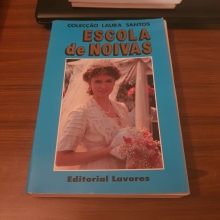 COLECÇÃO LAURA SANTOS
ESCOLA
de NOIVAS
Editorial Lavores